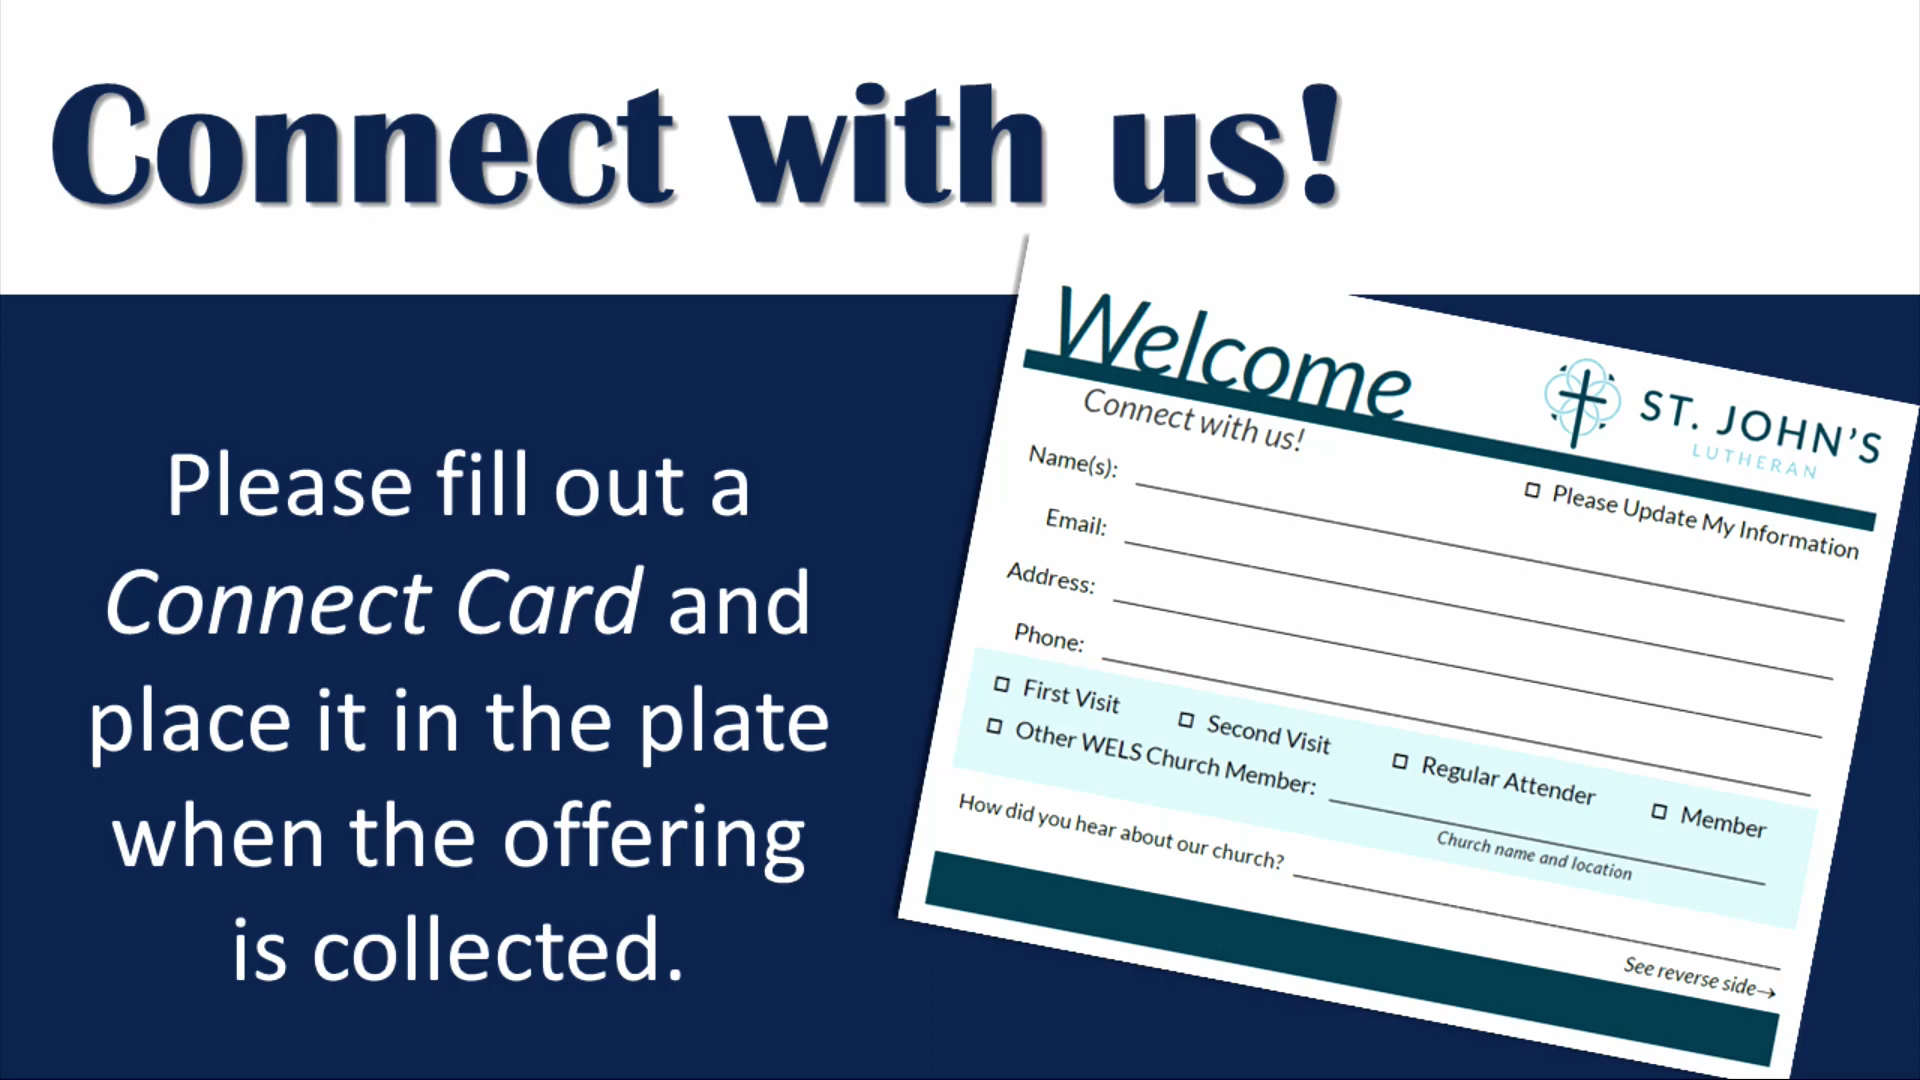 Connect with us!
Please fill out a
Connect Card and
place it in the plate
when the offering
is collected.
Welcome
ST. JOHN'S
LUTHERAN
Connect with us!
Name(s):
Please Update My Information
Email:
Address:
Phone:
First Visit
Second Visit
Regular Attender
Member
Other WELS Church Member:
Church name and location
How did you hear about our church?
See reverse side→